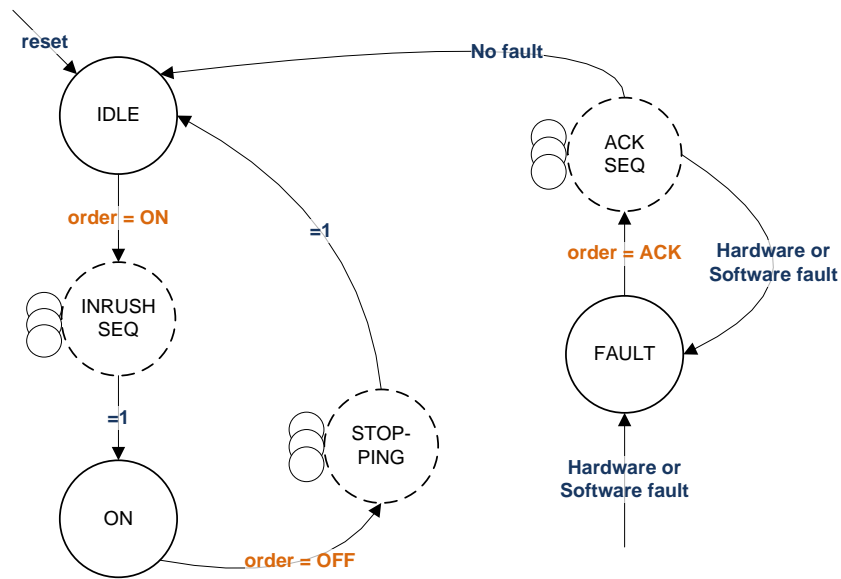 reset
No fault
IDLE
ACK
SEQ
order = ON
=1
order = ACK
Hardware or
Software fault
INRUSH
SEQ
FAULT
=1
STOP-
PING
Hardware or
Software fault
ON
order = OFF